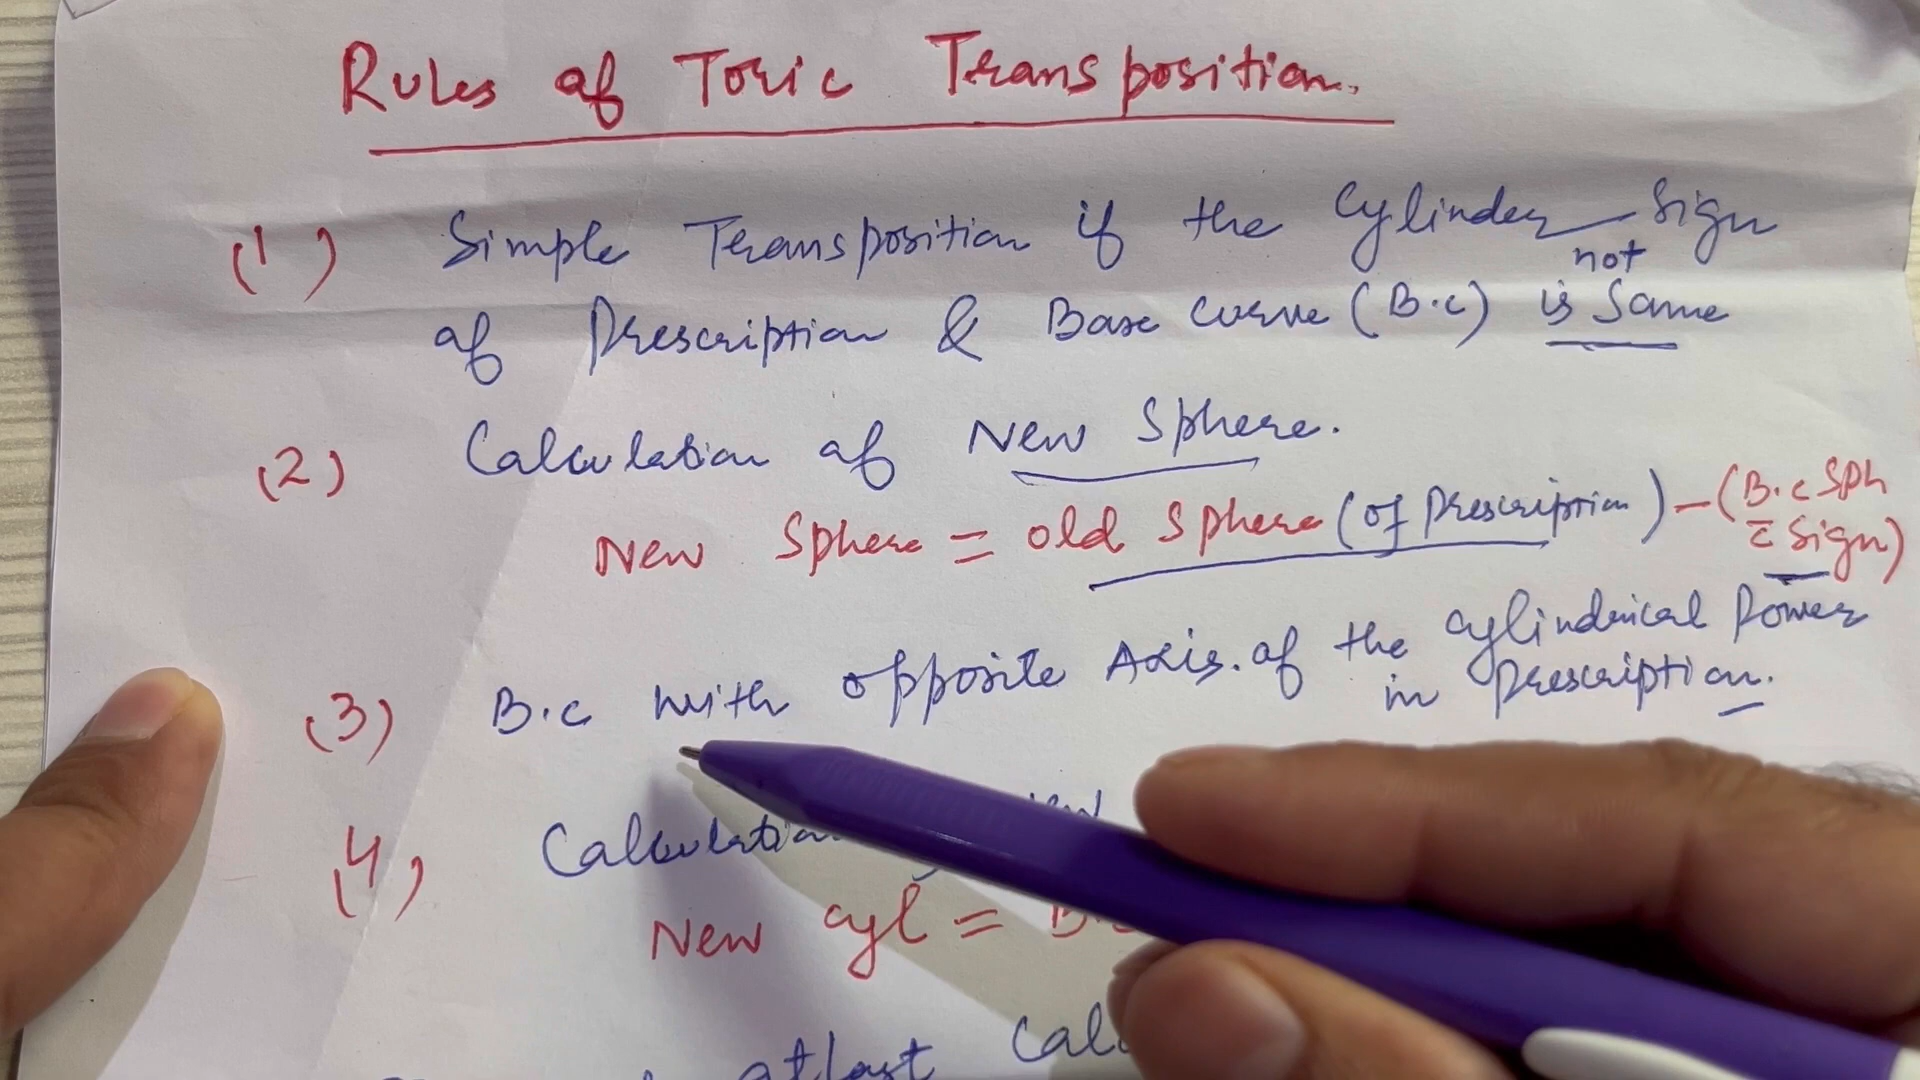 Rules of Toric Transposition.
(1) Simple Transposition if the Cylinder Sign
of Prescription & Base curve (B.c) is not Same
(2) Calculation of New Sphere.
New Sphere = old Sphere (of prescription) - (B.c Sph
c̄ Sign)
(3) B.c with opposite Axis. of the cylindrical Power
in prescription.
(4) Calculation
New cyl = B.c
atlast